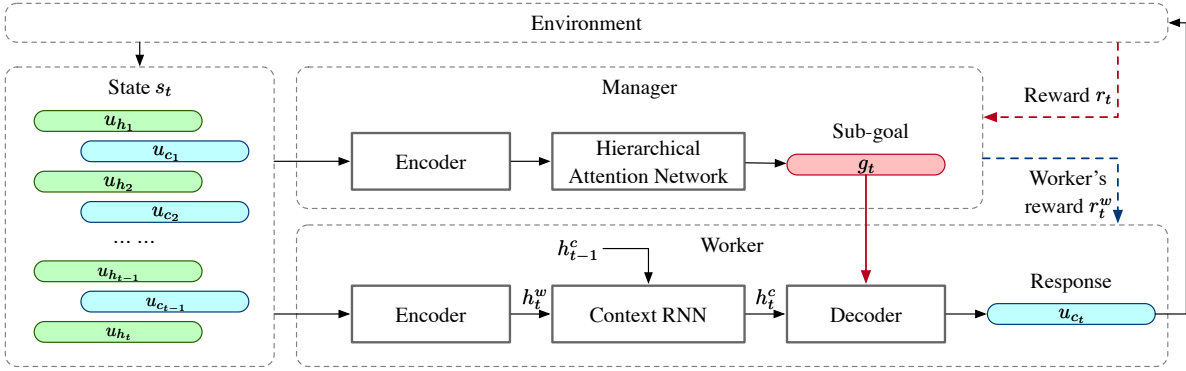 Environment
State s_t
u_{h_1}
u_{c_1}
u_{h_2}
u_{c_2}
... ...
u_{h_{t-1}}
u_{c_{t-1}}
u_{h_t}
Manager
Encoder
Hierarchical
Attention Network
Sub-goal
g_t
Reward r_t
Worker's
reward r_t^w
Worker
h_{t-1}^c
Encoder
h_t^w
Context RNN
h_t^c
Decoder
Response
u_{c_t}